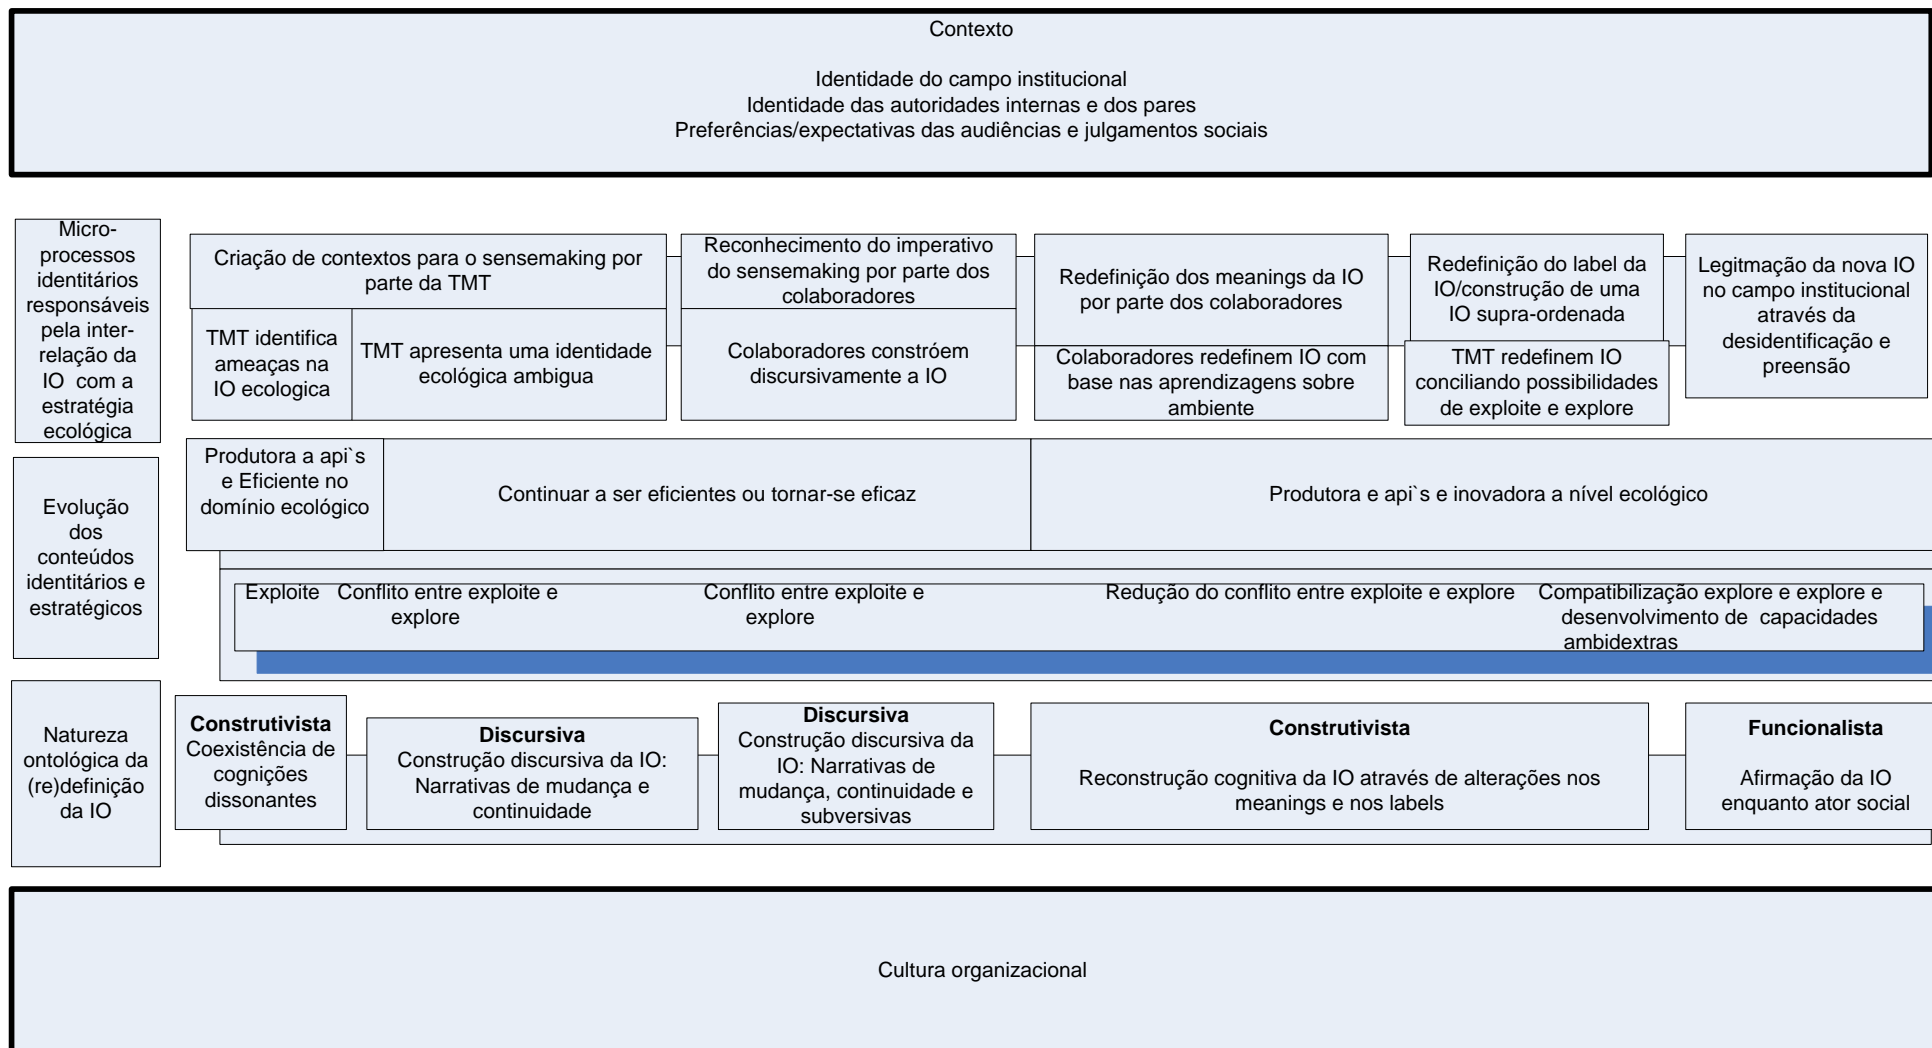 Contexto
Identidade do campo institucional
Identidade das autoridades internas e dos pares
Preferências/expectativas das audiências e julgamentos sociais
Micro-
processos
identitários
responsáveis
pela inter-
relação da
IO com a
estratégia
ecológica
Criação de contextos para o sensemaking por
parte da TMT
TMT identifica
ameaças na
IO ecologica
TMT apresenta uma identidade
ecológica ambigua
Reconhecimento do imperativo
do sensemaking por parte dos
colaboradores
Colaboradores constróem
discursivamente a IO
Redefinição dos meanings da IO
por parte dos colaboradores
Colaboradores redefinem IO com
base nas aprendizagens sobre
ambiente
Redefinição do label da
IO/construção de uma
IO supra-ordenada
TMT redefinem IO
conciliando possibilidades
de exploite e explore
Legitmação da nova IO
no campo institucional
através da
desidentificação e
preensão
Evolução
dos
conteúdos
identitários e
estratégicos
Produtora a api`s
e Eficiente no
domínio ecológico
Continuar a ser eficientes ou tornar-se eficaz
Produtora e api`s e inovadora a nível ecológico
Exploite
Conflito entre exploite e
explore
Conflito entre exploite e
explore
Redução do conflito entre exploite e explore
Compatibilização explore e explore e
desenvolvimento de capacidades
ambidextras
Natureza
ontológica da
(re)definição
da IO
Construtivista
Coexistência de
cognições
dissonantes
Discursiva
Construção discursiva da IO:
Narrativas de mudança e
continuidade
Discursiva
Construção discursiva da
IO: Narrativas de
mudança, continuidade e
subversivas
Construtivista
Reconstrução cognitiva da IO através de alterações nos
meanings e nos labels
Funcionalista
Afirmação da IO
enquanto ator social
Cultura organizacional